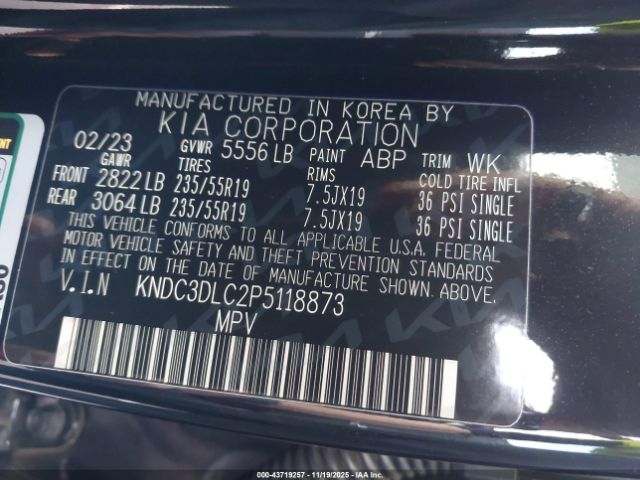 MANUFACTURED IN KOREA BY
KIA CORPORATION
02/23 GVWR 5556 LB PAINT ABP TRIM WK
GAWR TIRES RIMS COLD TIRE INFL
FRONT 2822 LB 235/55R19 7.5JX19 36 PSI SINGLE
REAR 3064 LB 235/55R19 7.5JX19 36 PSI SINGLE
THIS VEHICLE CONFORMS TO ALL APPLICABLE U.S.A. FEDERAL
MOTOR VEHICLE SAFETY AND THEFT PREVENTION STANDARDS
IN EFFECT ON THE DATE OF MANUFACTURE SHOWN ABOVE.
V.I.N KNDC3DLC2P5118873
MPV
00-43719257 - 11/19/2025 - IAA Inc.